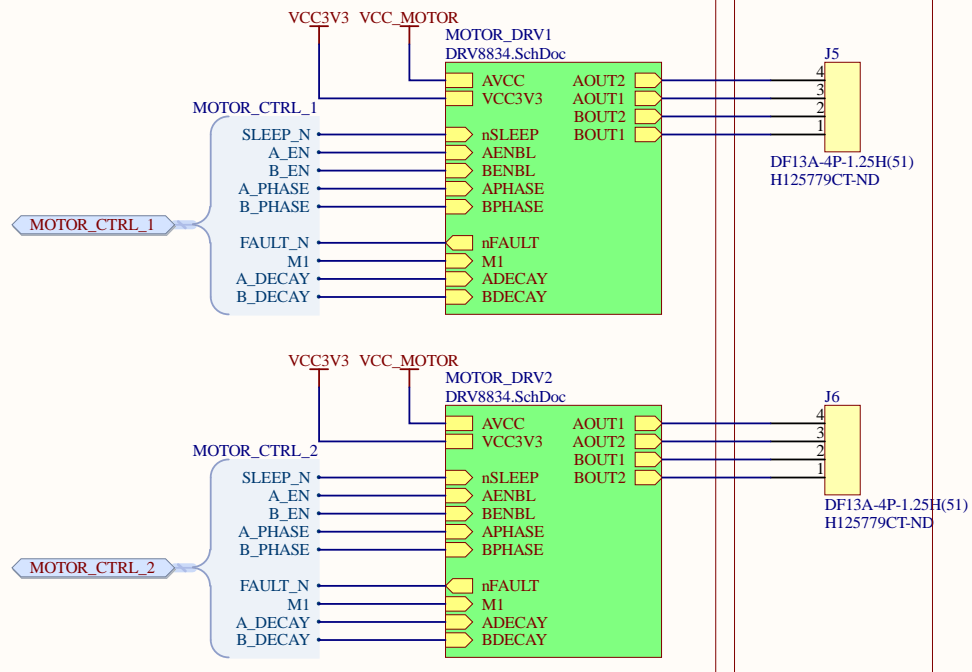 VCC3V3 VCC_MOTOR
MOTOR_DRV1
DRV8834.SchDoc
J5
AVCC AOUT2 4
VCC3V3 AOUT1 3
MOTOR_CTRL_1 BOUT2 2
SLEEP_N nSLEEP BOUT1 1
A_EN AENBL
DF13A-4P-1.25H(51)
B_EN BENBL
H125779CT-ND
A_PHASE APHASE
B_PHASE BPHASE
MOTOR_CTRL_1
FAULT_N nFAULT
M1 M1
A_DECAY ADECAY
B_DECAY BDECAY
VCC3V3 VCC_MOTOR
MOTOR_DRV2
DRV8834.SchDoc
J6
AVCC AOUT1 4
VCC3V3 AOUT2 3
MOTOR_CTRL_2 BOUT1 2
SLEEP_N nSLEEP BOUT2 1
A_EN AENBL
DF13A-4P-1.25H(51)
B_EN BENBL
H125779CT-ND
A_PHASE APHASE
B_PHASE BPHASE
MOTOR_CTRL_2
FAULT_N nFAULT
M1 M1
A_DECAY ADECAY
B_DECAY BDECAY